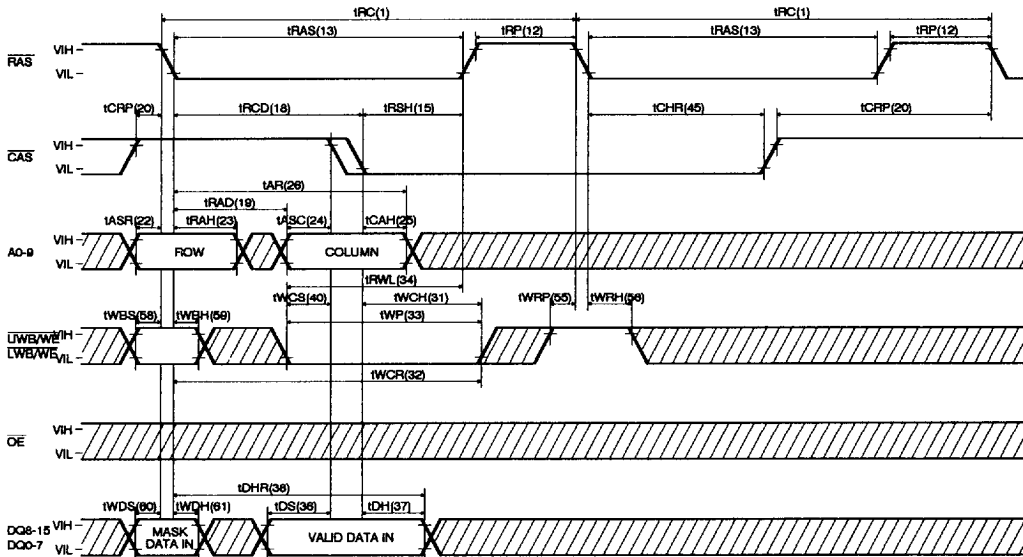 tRC(1) tRC(1)
tRAS(13) tRP(12) tRAS(13) tRP(12)
RAS VIH VIL
tCRP(20) tRCD(18) tRSH(15) tCHR(45) tCRP(20)
CAS VIH VIL
tAR(26)
tRAD(19)
tASR(22) tRAH(23) tASC(24) tCAH(25)
A0-9 VIH VIL
ROW COLUMN
tRWL(34)
tWCS(40) tWCH(31) tWRP(55) tWRH(56)
tWBS(58) tWBH(59) tWP(33)
UWB/WE VIH
LWB/WE VIL
tWCR(32)
OE VIH VIL
tDHR(38)
tWDS(60) tWDH(61) tDS(36) tDH(37)
DQ8-15 VIH
DQ0-7 VIL
MASK DATA IN VALID DATA IN